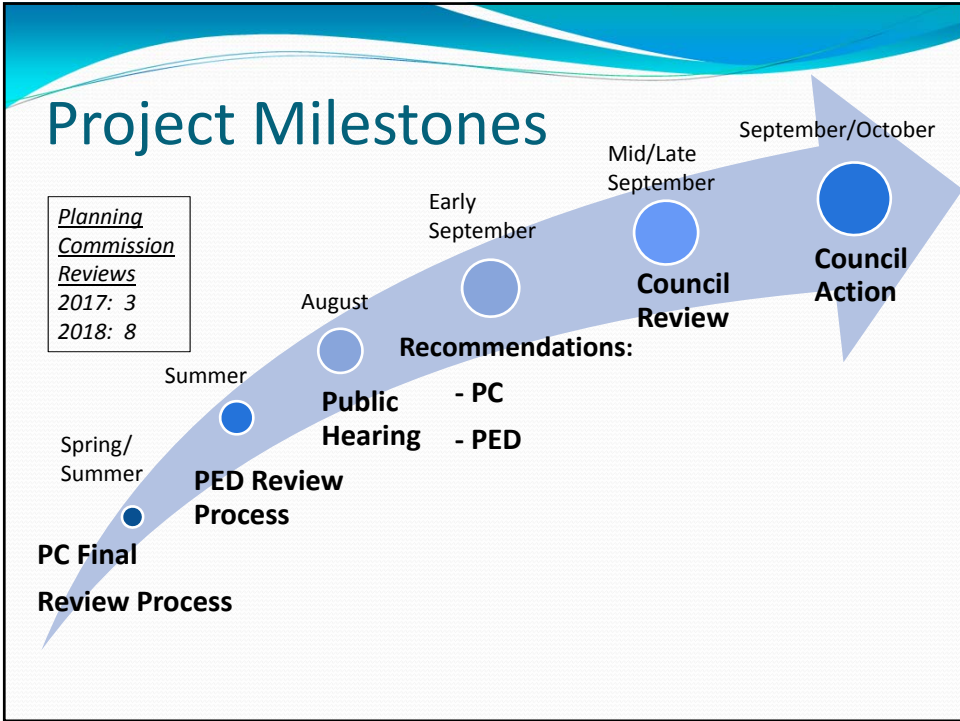 Project Milestones
Planning
Commission
Reviews
2017: 3
2018: 8
Spring/
Summer
PC Final
Review Process
Summer
PED Review
Process
August
Public
Hearing
Early
September
Recommendations:
- PC
- PED
Mid/Late
September
Council
Review
September/October
Council
Action